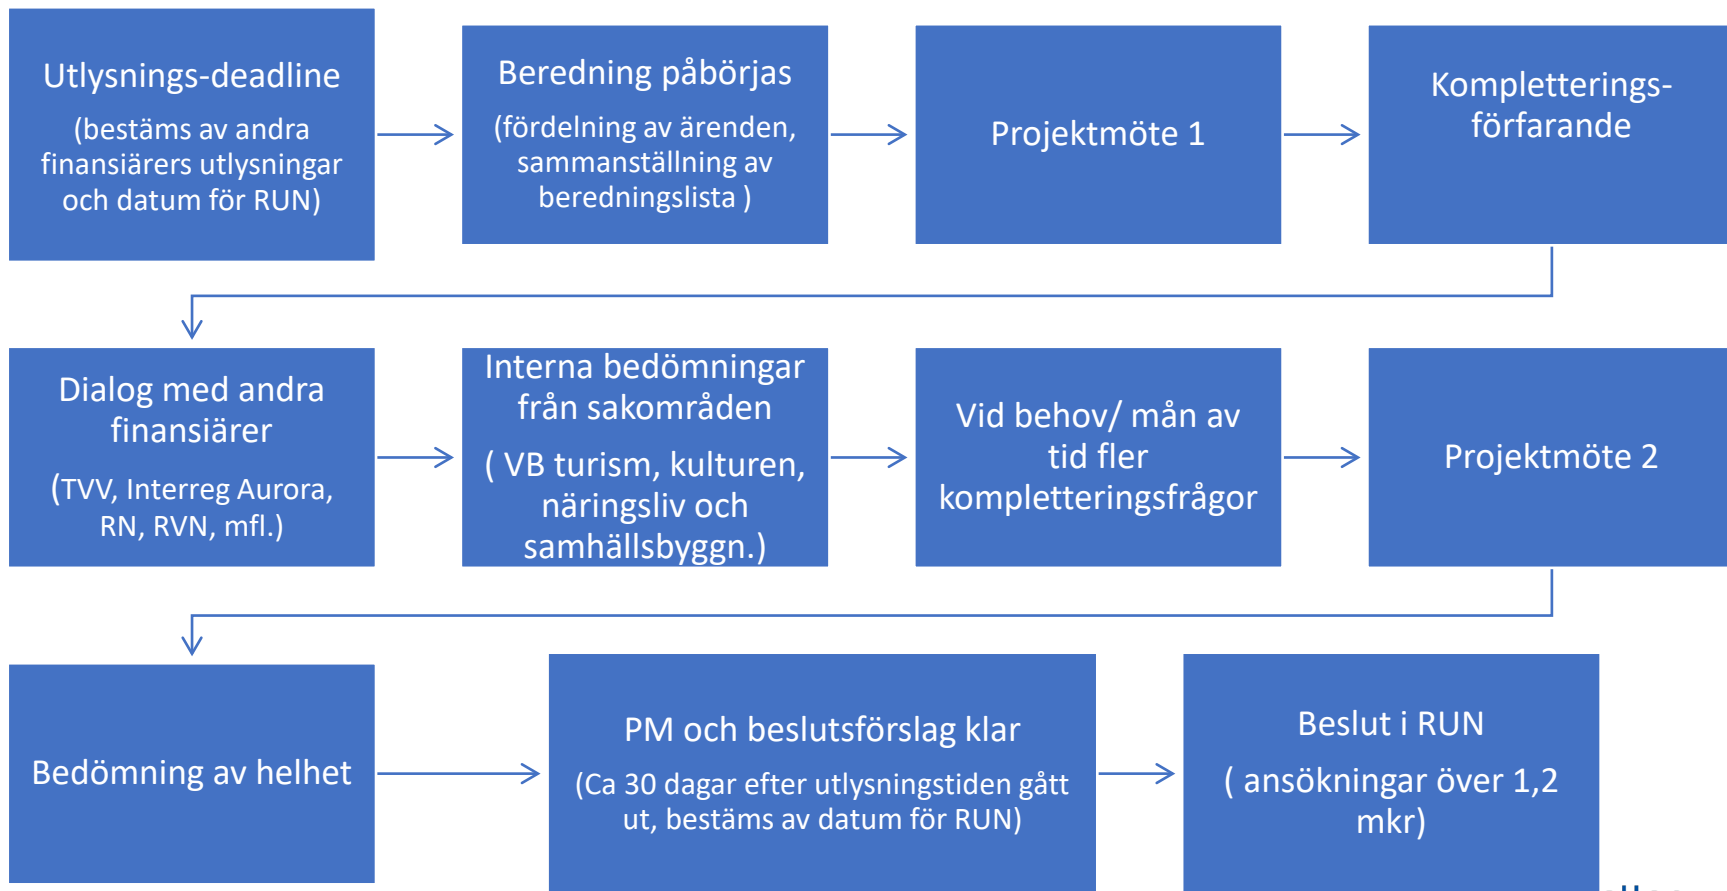 Utlysnings-deadline
(bestäms av andra
finansiärers utlysningar
och datum för RUN)
Beredning påbörjas
(fördelning av ärenden,
sammanställning av
beredningslista )
Projektmöte 1
Kompletterings-
förfarande
Dialog med andra
finansiärer
(TVV, Interreg Aurora,
RN, RVN, mfl.)
Interna bedömningar
från sakområden
( VB turism, kulturen,
näringsliv och
samhällsbyggn.)
Vid behov/ mån av
tid fler
kompletteringsfrågor
Projektmöte 2
Bedömning av helhet
PM och beslutsförslag klar
(Ca 30 dagar efter utlysningstiden gått
ut, bestäms av datum för RUN)
Beslut i RUN
( ansökningar över 1,2
mkr)